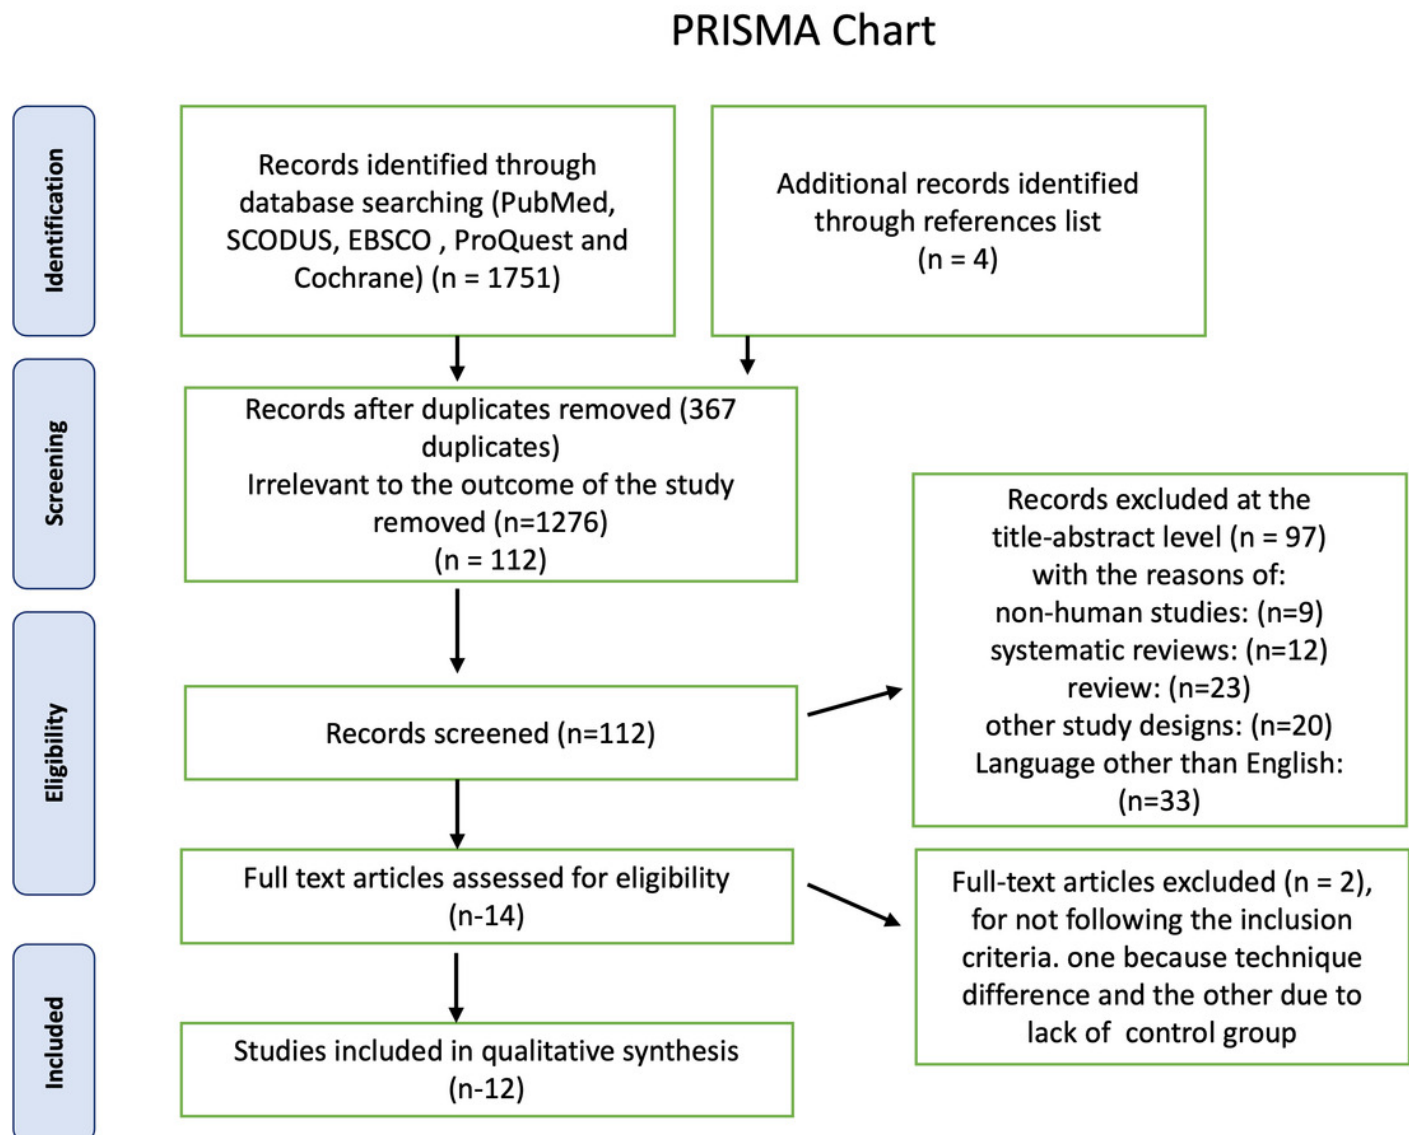 PRISMA Chart
Identification
Records identified through
database searching (PubMed,
SCODUS, EBSCO , ProQuest and
Cochrane) (n = 1751)
Additional records identified
through references list
(n = 4)
Screening
Records after duplicates removed (367
duplicates)
Irrelevant to the outcome of the study
removed (n=1276)
(n = 112)
Records excluded at the
title-abstract level (n = 97)
with the reasons of:
non-human studies: (n=9)
systematic reviews: (n=12)
review: (n=23)
other study designs: (n=20)
Language other than English:
(n=33)
Eligibility
Records screened (n=112)
Full text articles assessed for eligibility
(n-14)
Full-text articles excluded (n = 2),
for not following the inclusion
criteria. one because technique
difference and the other due to
lack of  control group
Included
Studies included in qualitative synthesis
(n-12)